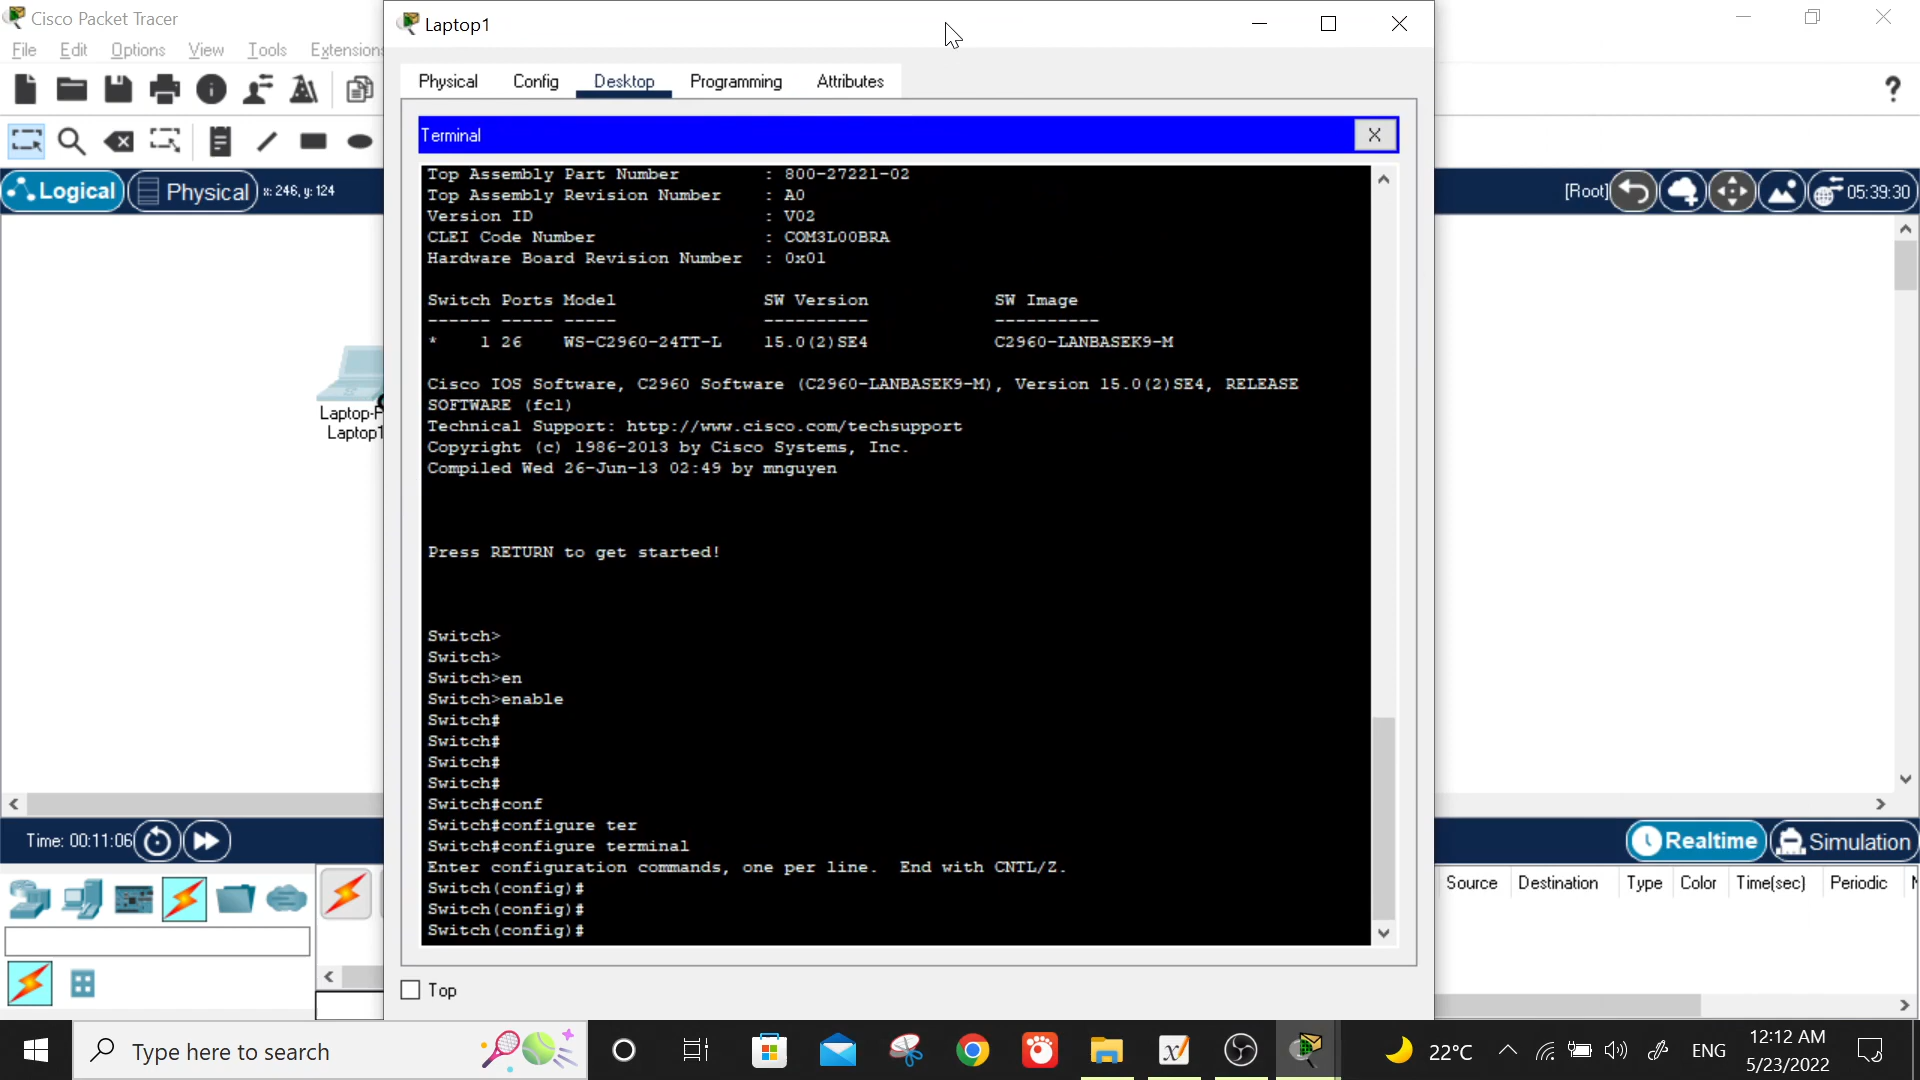 Cisco Packet Tracer
Laptop1
File Edit Options View Tools Extensions
Physical Config Desktop Programming Attributes
Terminal X
Logical Physical x: 246, y: 124
[Root] 05:39:30
Top Assembly Part Number : 800-27221-02
Top Assembly Revision Number : A0
Version ID : V02
CLEI Code Number : COM3L00BRA
Hardware Board Revision Number : 0x01
Switch Ports Model SW Version SW Image
------ ----- ----- ---------- ----------
* 1 26 WS-C2960-24TT-L 15.0(2)SE4 C2960-LANBASEK9-M
Cisco IOS Software, C2960 Software (C2960-LANBASEK9-M), Version 15.0(2)SE4, RELEASE
SOFTWARE (fc1)
Technical Support: http://www.cisco.com/techsupport
Copyright (c) 1986-2013 by Cisco Systems, Inc.
Compiled Wed 26-Jun-13 02:49 by mnguyen
Press RETURN to get started!
Switch>
Switch>
Switch>en
Switch>enable
Switch#
Switch#
Switch#
Switch#
Switch#conf
Switch#configure ter
Switch#configure terminal
Enter configuration commands, one per line. End with CNTL/Z.
Switch(config)#
Switch(config)#
Switch(config)#
Top
Laptop-P
Laptop1
Time: 00:11:06
Realtime Simulation
Source Destination Type Color Time(sec) Periodic
Type here to search
22°C ENG
12:12 AM
5/23/2022